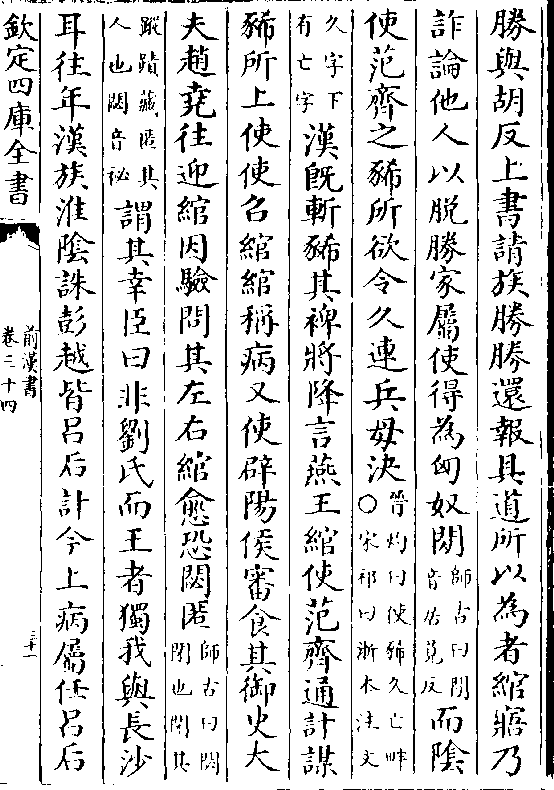 勝與胡反上書請族勝勝還報具道所以為者綰寤乃
詐論他人以脱勝家屬使得為匈奴間師古曰間音居莧反而陰
使范齊之豨所欲令久連兵毋決晉灼曰使豨久亡畔○宋祁曰浙本注文
久字下有亡字漢既斬豨其裨將降言燕王綰使范齊通計謀
豨所上使使召綰綰稱病又使辟陽侯審食其御史大
夫趙堯往迎綰因驗問其左右綰愈恐閟匿師古曰閟閉也閉其
蹤蹟藏匿其人也閟音祕謂其幸臣曰非劉氏而王者獨我與長沙
耳往年漢族淮陰誅彭越皆吕后計今上病屬任吕后
欽定四庫全書
前漢書
卷三十四
三十一